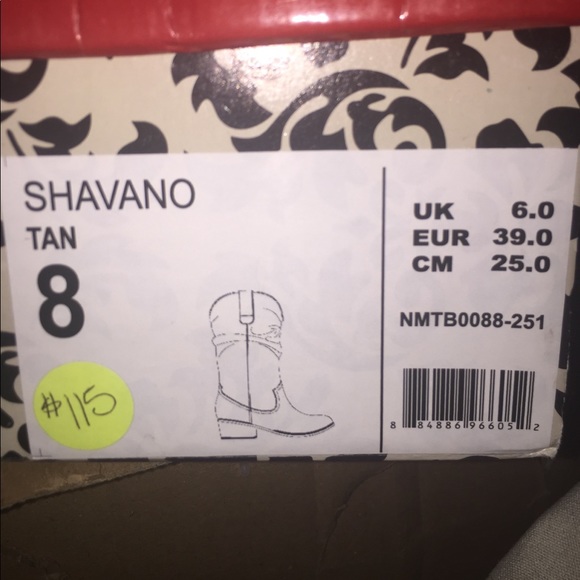 SHAVANO
TAN
8
$115
UK 6.0
EUR 39.0
CM 25.0
NMTB0088-251
8 84886 96605 2